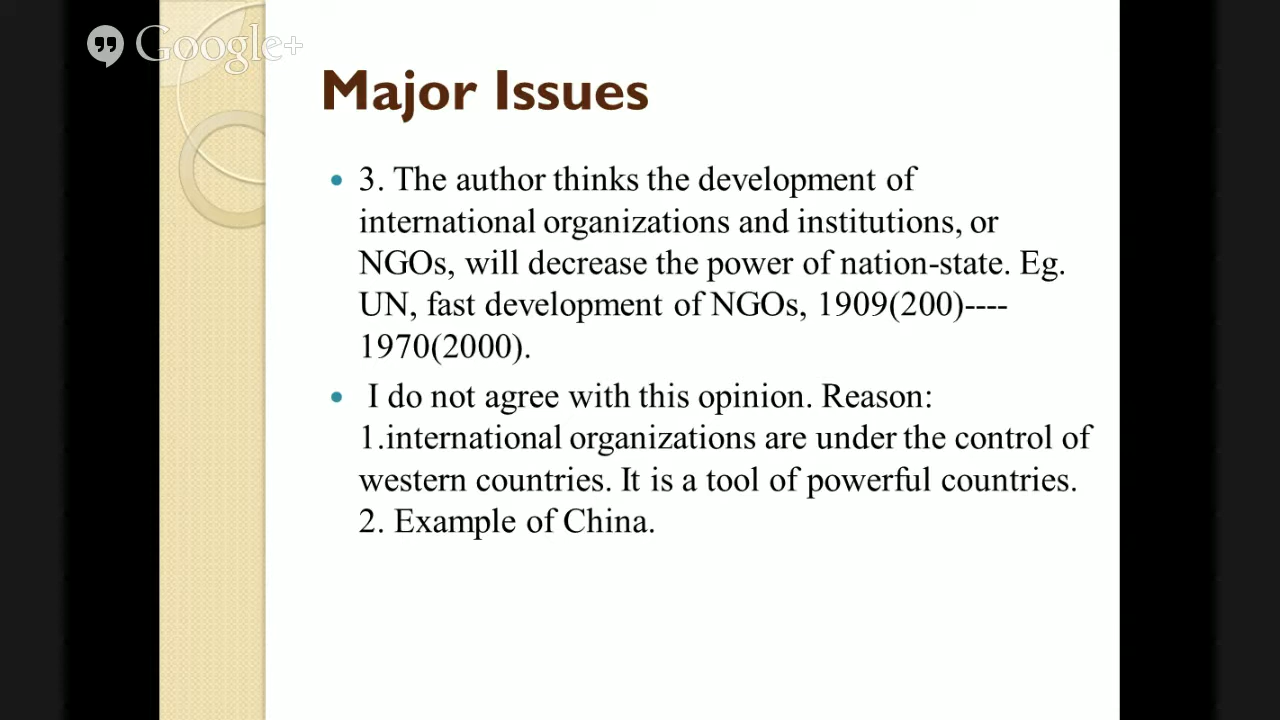 Google+
Major Issues
3. The author thinks the development of
international organizations and institutions, or
NGOs, will decrease the power of nation-state. Eg.
UN, fast development of NGOs, 1909(200)----
1970(2000).
I do not agree with this opinion. Reason:
1.international organizations are under the control of
western countries. It is a tool of powerful countries.
2. Example of China.